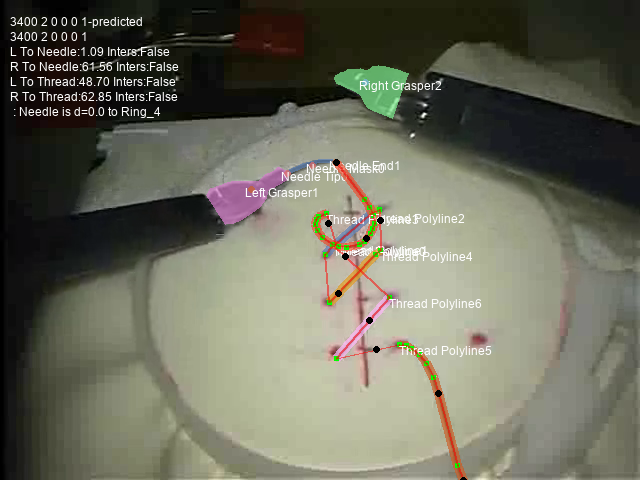 3400 2 0 0 0 1-predicted
3400 2 0 0 0 1
L To Needle:1.09 Inters:False
R To Needle:61.56 Inters:False
L To Thread:48.70 Inters:False
R To Thread:62.85 Inters:False
: Needle is d=0.0 to Ring_4
Right Grasper2
Needle End1
Needle Tip
Left Grasper1
Thread Polyline3
Thread Polyline2
Thread Polyline4
Thread Polyline6
Thread Polyline5